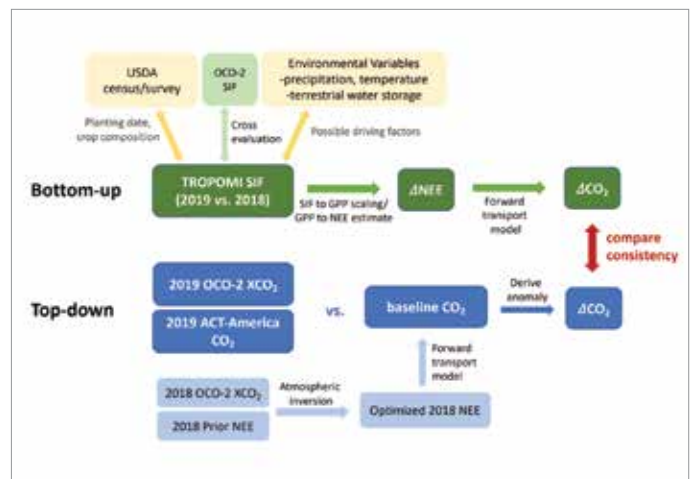 USDA
census/survey
OCO-2
SIF
Environmental Variables
-precipitation, temperature
-terrestrial water storage
Planting date,
crop composition
Cross
evaluation
Possible driving factors
Bottom-up
TROPOMI SIF
(2019 vs. 2018)
SIF to GPP scaling/
GPP to NEE estimate
ΔNEE
Forward
transport
model
ΔCO₂
compare
consistency
Top-down
2019 OCO-2 XCO₂
2019 ACT-America
CO₂
vs.
baseline CO₂
Derive
anomaly
ΔCO₂
Forward
transport
model
2018 OCO-2 XCO₂
2018 Prior NEE
Atmospheric
inversion
Optimized 2018 NEE